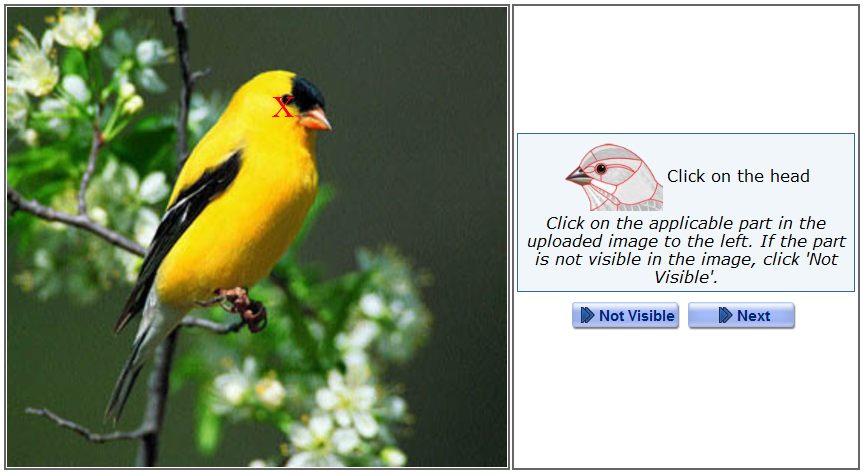 X
Click on the head
Click on the applicable part in the
uploaded image to the left. If the part
is not visible in the image, click 'Not
Visible'.
Not Visible
Next